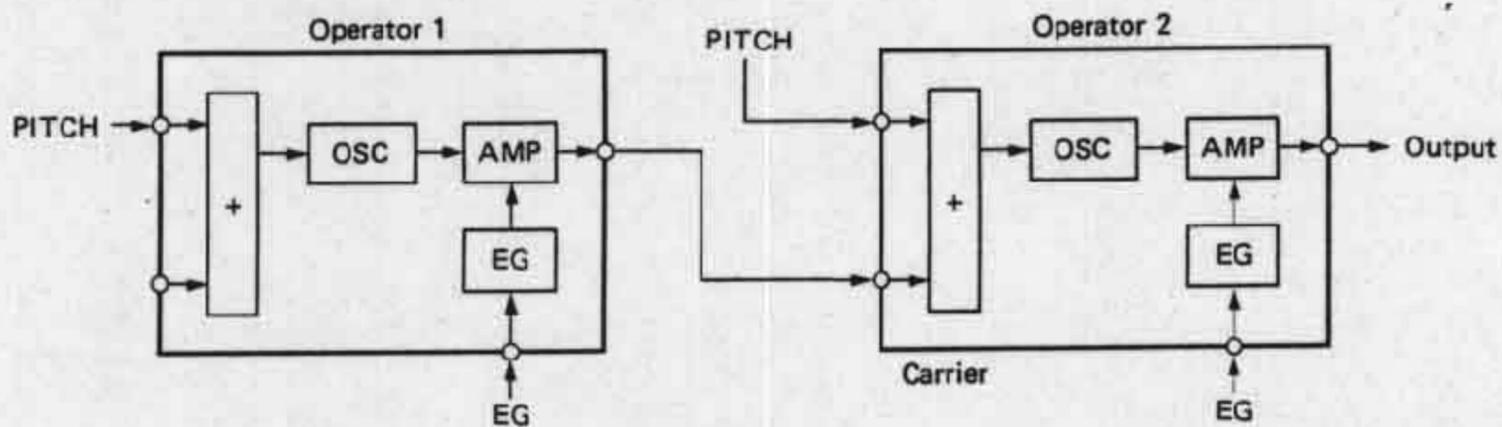 Operator 1
PITCH
+
OSC
AMP
EG
EG
PITCH
Operator 2
+
OSC
AMP
Output
EG
Carrier
EG